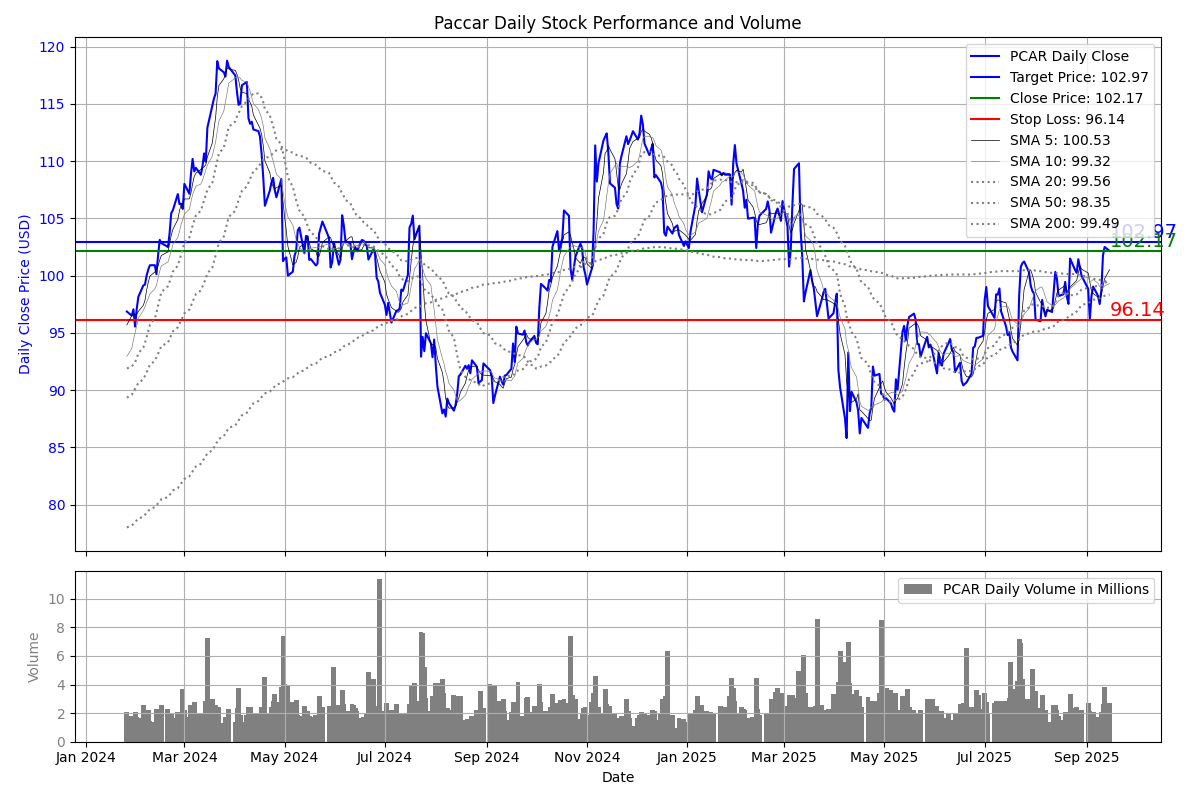 Paccar Daily Stock Performance and Volume
120
115
110
105
100
95
90
85
80
Daily Close Price (USD)
PCAR Daily Close
Target Price: 102.97
Close Price: 102.17
Stop Loss: 96.14
SMA 5: 100.53
SMA 10: 99.32
SMA 20: 99.56
SMA 50: 98.35
SMA 200: 99.49
102.97
102.17
96.14
10
8
6
4
2
0
Volume
PCAR Daily Volume in Millions
Jan 2024 Mar 2024 May 2024 Jul 2024 Sep 2024 Nov 2024 Jan 2025 Mar 2025 May 2025 Jul 2025 Sep 2025
Date